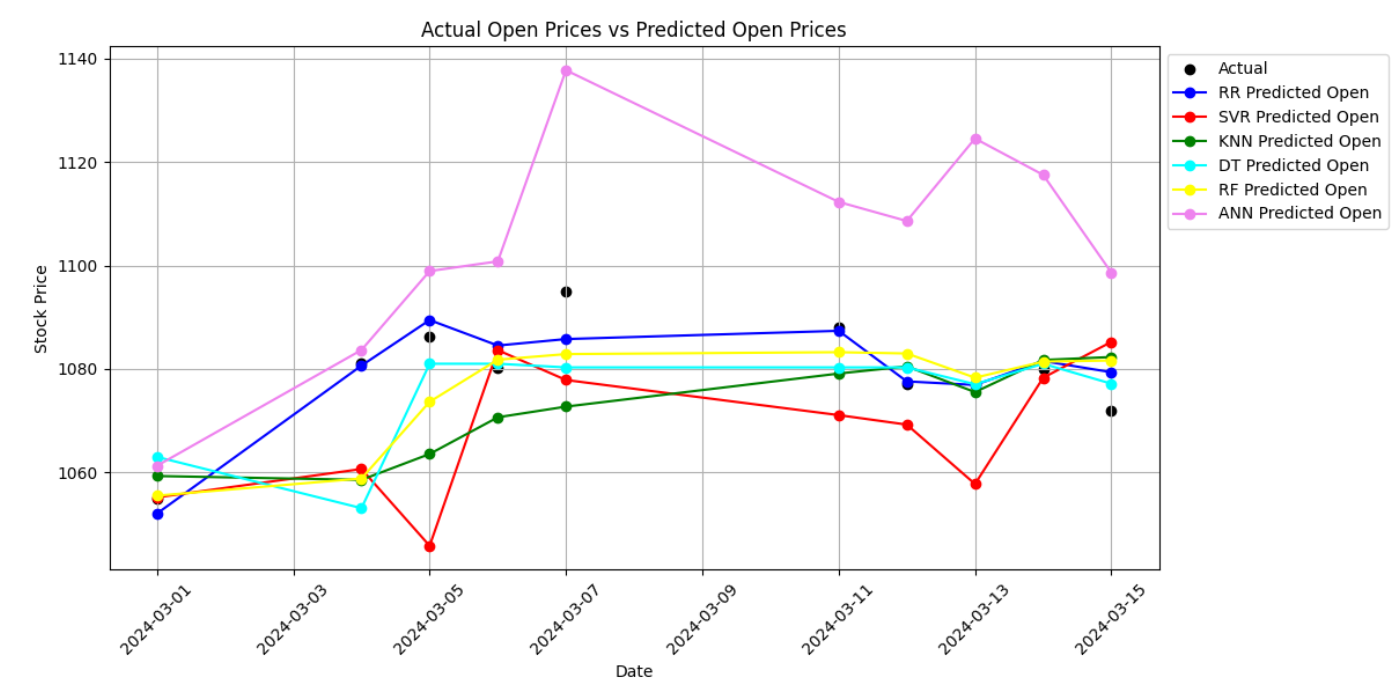 Actual Open Prices vs Predicted Open Prices
1140
1120
1100
1080
1060
Stock Price
2024-03-01
2024-03-03
2024-03-05
2024-03-07
2024-03-09
2024-03-11
2024-03-13
2024-03-15
Date
Actual
RR Predicted Open
SVR Predicted Open
KNN Predicted Open
DT Predicted Open
RF Predicted Open
ANN Predicted Open